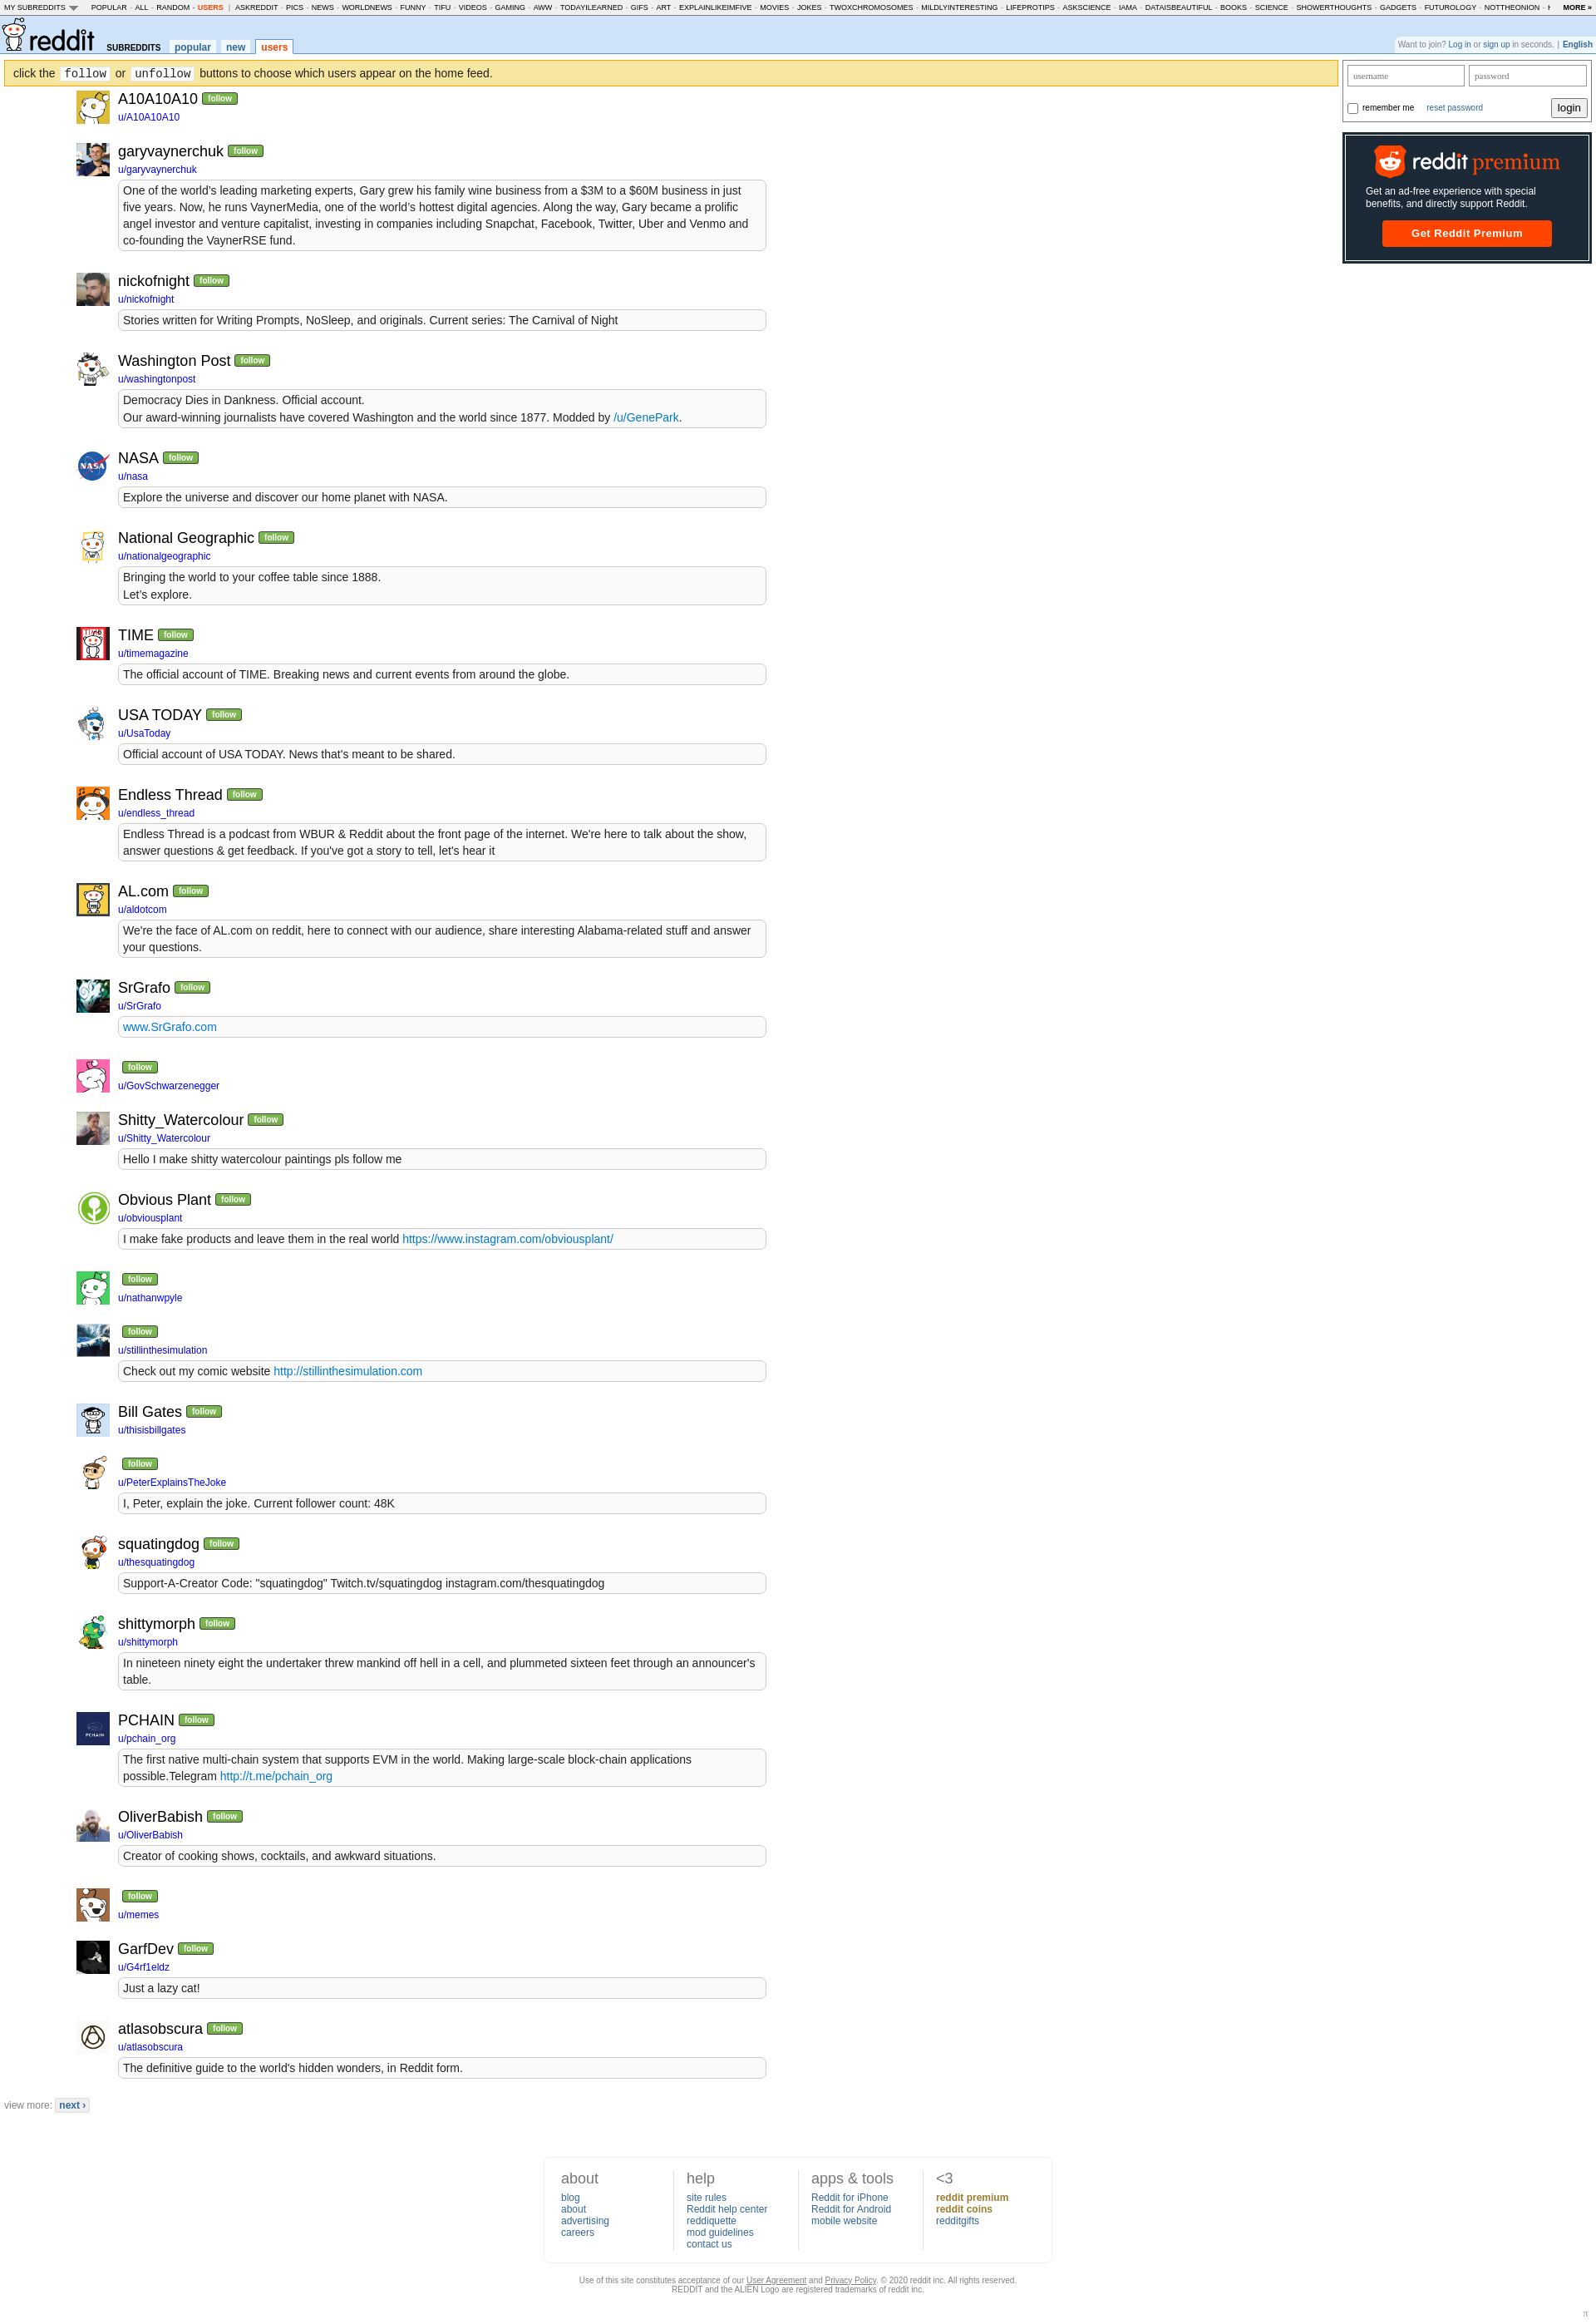 MY SUBREDDITS POPULAR - ALL - RANDOM - USERS | ASKREDDIT - PICS - NEWS - WORLDNEWS - FUNNY - TIFU - VIDEOS - GAMING - AWW - TODAYILEARNED - GIFS - ART - EXPLAINLIKEIMFIVE - MOVIES - JOKES - TWOXCHROMOSOMES - MILDLYINTERESTING - LIFEPROTIPS - ASKSCIENCE - IAMA - DATAISBEAUTIFUL - BOOKS - SCIENCE - SHOWERTHOUGHTS - GADGETS - FUTUROLOGY - NOTTHEONION - MORE »
reddit SUBREDDITS popular new users
Want to join? Log in or sign up in seconds. | English
click the follow or unfollow buttons to choose which users appear on the home feed.
username password
remember me reset password login
reddit premium
Get an ad-free experience with special
benefits, and directly support Reddit.
Get Reddit Premium
A10A10A10 follow
u/A10A10A10
garyvaynerchuk follow
u/garyvaynerchuk
One of the world's leading marketing experts, Gary grew his family wine business from a $3M to a $60M business in just
five years. Now, he runs VaynerMedia, one of the world's hottest digital agencies. Along the way, Gary became a prolific
angel investor and venture capitalist, investing in companies including Snapchat, Facebook, Twitter, Uber and Venmo and
co-founding the VaynerRSE fund.
nickofnight follow
u/nickofnight
Stories written for Writing Prompts, NoSleep, and originals. Current series: The Carnival of Night
Washington Post follow
u/washingtonpost
Democracy Dies in Dankness. Official account.
Our award-winning journalists have covered Washington and the world since 1877. Modded by /u/GenePark.
NASA
NASA follow
u/nasa
Explore the universe and discover our home planet with NASA.
National Geographic follow
u/nationalgeographic
Bringing the world to your coffee table since 1888.
Let's explore.
TIME follow
u/timemagazine
The official account of TIME. Breaking news and current events from around the globe.
USA TODAY follow
u/UsaToday
Official account of USA TODAY. News that's meant to be shared.
Endless Thread follow
u/endless_thread
Endless Thread is a podcast from WBUR & Reddit about the front page of the internet. We're here to talk about the show,
answer questions & get feedback. If you've got a story to tell, let's hear it
AL.com follow
u/aldotcom
We're the face of AL.com on reddit, here to connect with our audience, share interesting Alabama-related stuff and answer
your questions.
SrGrafo follow
u/SrGrafo
www.SrGrafo.com
follow
u/GovSchwarzenegger
Shitty_Watercolour follow
u/Shitty_Watercolour
Hello I make shitty watercolour paintings pls follow me
Obvious Plant follow
u/obviousplant
I make fake products and leave them in the real world https://www.instagram.com/obviousplant/
follow
u/nathanwpyle
follow
u/stillinthesimulation
Check out my comic website http://stillinthesimulation.com
Bill Gates follow
u/thisisbillgates
follow
u/PeterExplainsTheJoke
I, Peter, explain the joke. Current follower count: 48K
squatingdog follow
u/thesquatingdog
Support-A-Creator Code: "squatingdog" Twitch.tv/squatingdog instagram.com/thesquatingdog
shittymorph follow
u/shittymorph
In nineteen ninety eight the undertaker threw mankind off hell in a cell, and plummeted sixteen feet through an announcer's
table.
PCHAIN
PCHAIN follow
u/pchain_org
The first native multi-chain system that supports EVM in the world. Making large-scale block-chain applications
possible.Telegram http://t.me/pchain_org
OliverBabish follow
u/OliverBabish
Creator of cooking shows, cocktails, and awkward situations.
follow
u/memes
GarfDev follow
u/G4rf1eldz
Just a lazy cat!
atlasobscura follow
u/atlasobscura
The definitive guide to the world's hidden wonders, in Reddit form.
view more: next ›
about
blog
about
advertising
careers
help
site rules
Reddit help center
reddiquette
mod guidelines
contact us
apps & tools
Reddit for iPhone
Reddit for Android
mobile website
<3
reddit premium
reddit coins
redditgifts
Use of this site constitutes acceptance of our User Agreement and Privacy Policy. © 2020 reddit inc. All rights reserved.
REDDIT and the ALIEN Logo are registered trademarks of reddit inc.
π